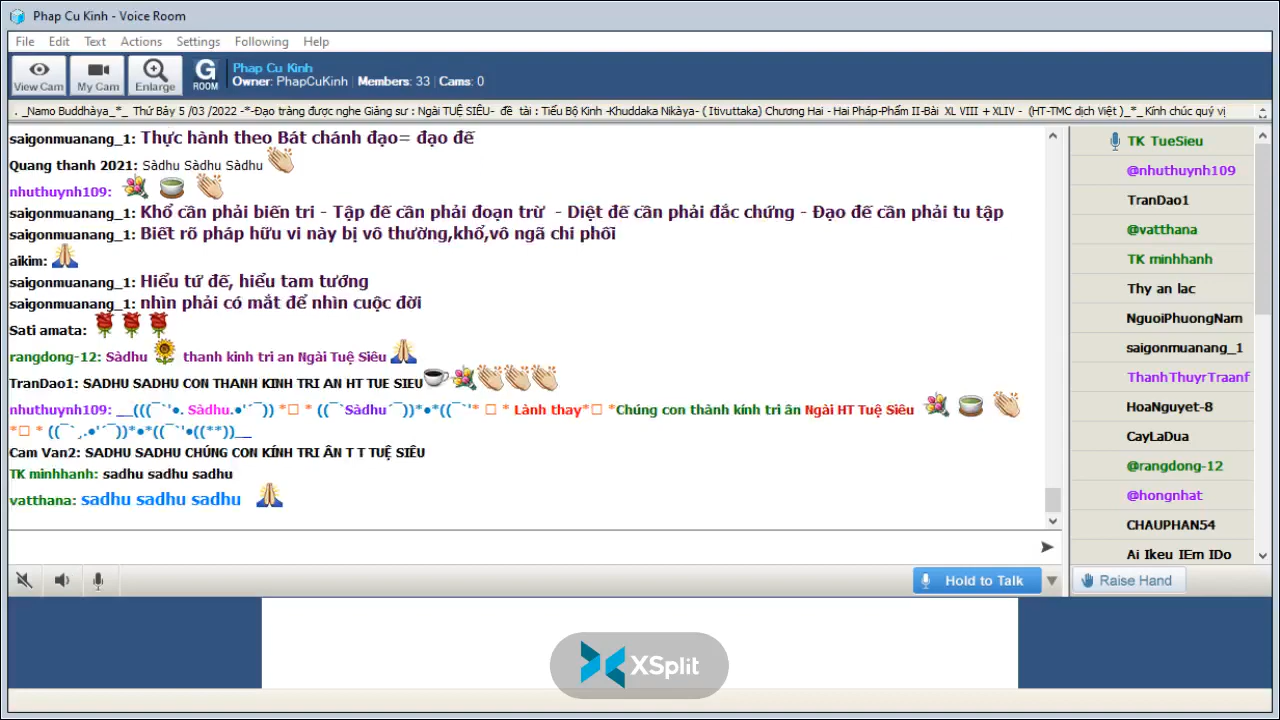 Phap Cu Kinh - Voice Room
File Edit Text Actions Settings Following Help
View Cam My Cam Enlarge G ROOM
Phap Cu Kinh
Owner: PhapCuKinh Members: 33 Cams: 0
._Namo Buddhàya_*_ Thứ Bảy 5 /03 /2022 -*-Đạo tràng được nghe Giảng sư : Ngài TUỆ SIÊU- đề tài : Tiểu Bộ Kinh -Khuddaka Nikàya- ( Itivuttaka) Chương Hai - Hai Pháp-Phẩm II-Bài XL VIII + XLIV - (HT-TMC dịch Việt )_*_Kính chúc quý vị
saigonmuanang_1: Thực hành theo Bát chánh đạo= đạo đế
Quang thanh 2021: Sàdhu Sàdhu Sàdhu
nhuthuynh109:
saigonmuanang_1: Khổ cần phải biến tri - Tập đế cần phải đoạn trừ - Diệt đế cần phải đắc chứng - Đạo đế cần phải tu tập
saigonmuanang_1: Biết rõ pháp hữu vi này bị vô thường,khổ,vô ngã chi phối
aikim:
saigonmuanang_1: Hiểu tứ đế, hiểu tam tướng
saigonmuanang_1: nhìn phải có mắt để nhìn cuộc đời
Sati amata:
rangdong-12: Sàdhu thanh kinh tri an Ngài Tuệ Siêu
TranDao1: SADHU SADHU CON THANH KINH TRI AN HT TUE SIEU
nhuthuynh109: __(((¯`'●. Sàdhu.●'´¯)) *□ * ((¯`Sàdhu´¯))*●*((¯`'* □ * Lành thay*□ *Chúng con thành kính tri ân Ngài HT Tuệ Siêu
*□ * ((¯`¸.●'´¯))*●*((¯`'●((**))__
Cam Van2: SADHU SADHU CHÚNG CON KÍNH TRI ÂN T T TUỆ SIÊU
TK minhhanh: sadhu sadhu sadhu
vatthana: sadhu sadhu sadhu
TK TueSieu
@nhuthuynh109
TranDao1
@vatthana
TK minhhanh
Thy an lac
NguoiPhuongNam
saigonmuanang_1
ThanhThuyrTraanf
HoaNguyet-8
CayLaDua
@rangdong-12
@hongnhat
CHAUPHAN54
Ai Ikeu IEm IDo
Hold to Talk
Raise Hand
XSplit